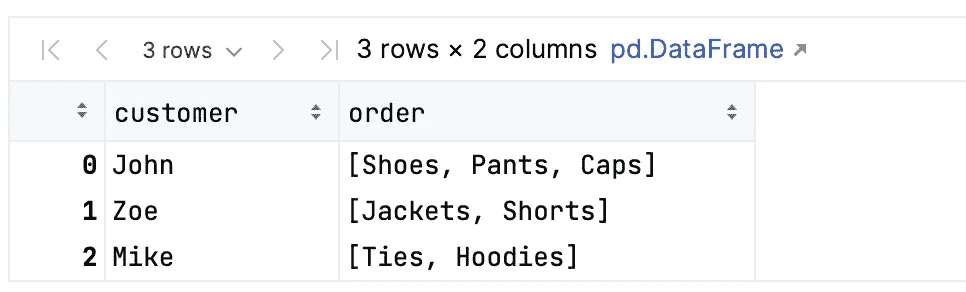 3 rows 3 rows × 2 columns pd.DataFrame
customer order
0 John [Shoes, Pants, Caps]
1 Zoe [Jackets, Shorts]
2 Mike [Ties, Hoodies]